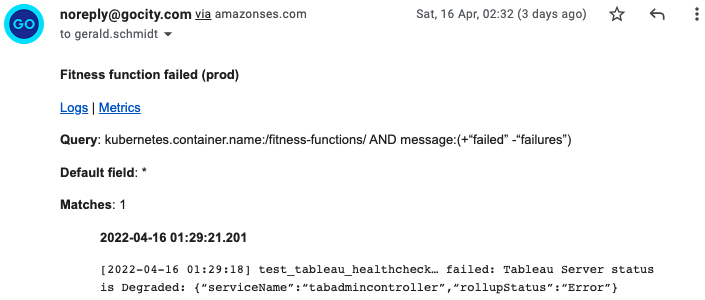 GO
noreply@gocity.com via amazonses.com
Sat, 16 Apr, 02:32 (3 days ago)
to gerald.schmidt
Fitness function failed (prod)
Logs | Metrics
Query: kubernetes.container.name:/fitness-functions/ AND message:(+“failed” -“failures”)
Default field: *
Matches: 1
2022-04-16 01:29:21.201
[2022-04-16 01:29:18] test_tableau_healthcheck… failed: Tableau Server status
is Degraded: {“serviceName”:“tabadmincontroller”,“rollupStatus”:“Error”}